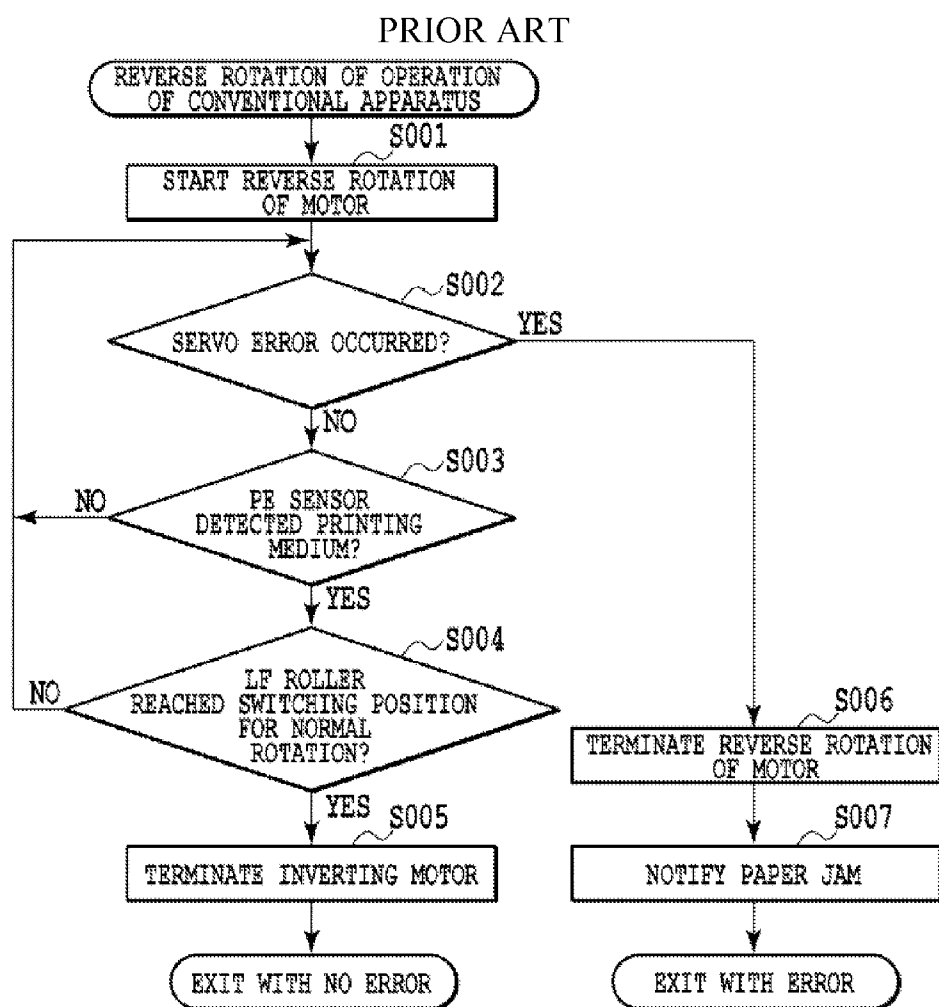 PRIOR ART
REVERSE ROTATION OF OPERATION
OF CONVENTIONAL APPARATUS
S001
START REVERSE ROTATION
OF MOTOR
S002
SERVO ERROR OCCURRED?
YES
NO
S003
PE SENSOR
DETECTED PRINTING
MEDIUM?
NO
YES
S004
LF ROLLER
REACHED SWITCHING POSITION
FOR NORMAL
ROTATION?
NO
YES
S005
TERMINATE INVERTING MOTOR
EXIT WITH NO ERROR
S006
TERMINATE REVERSE ROTATION
OF MOTOR
S007
NOTIFY PAPER JAM
EXIT WITH ERROR